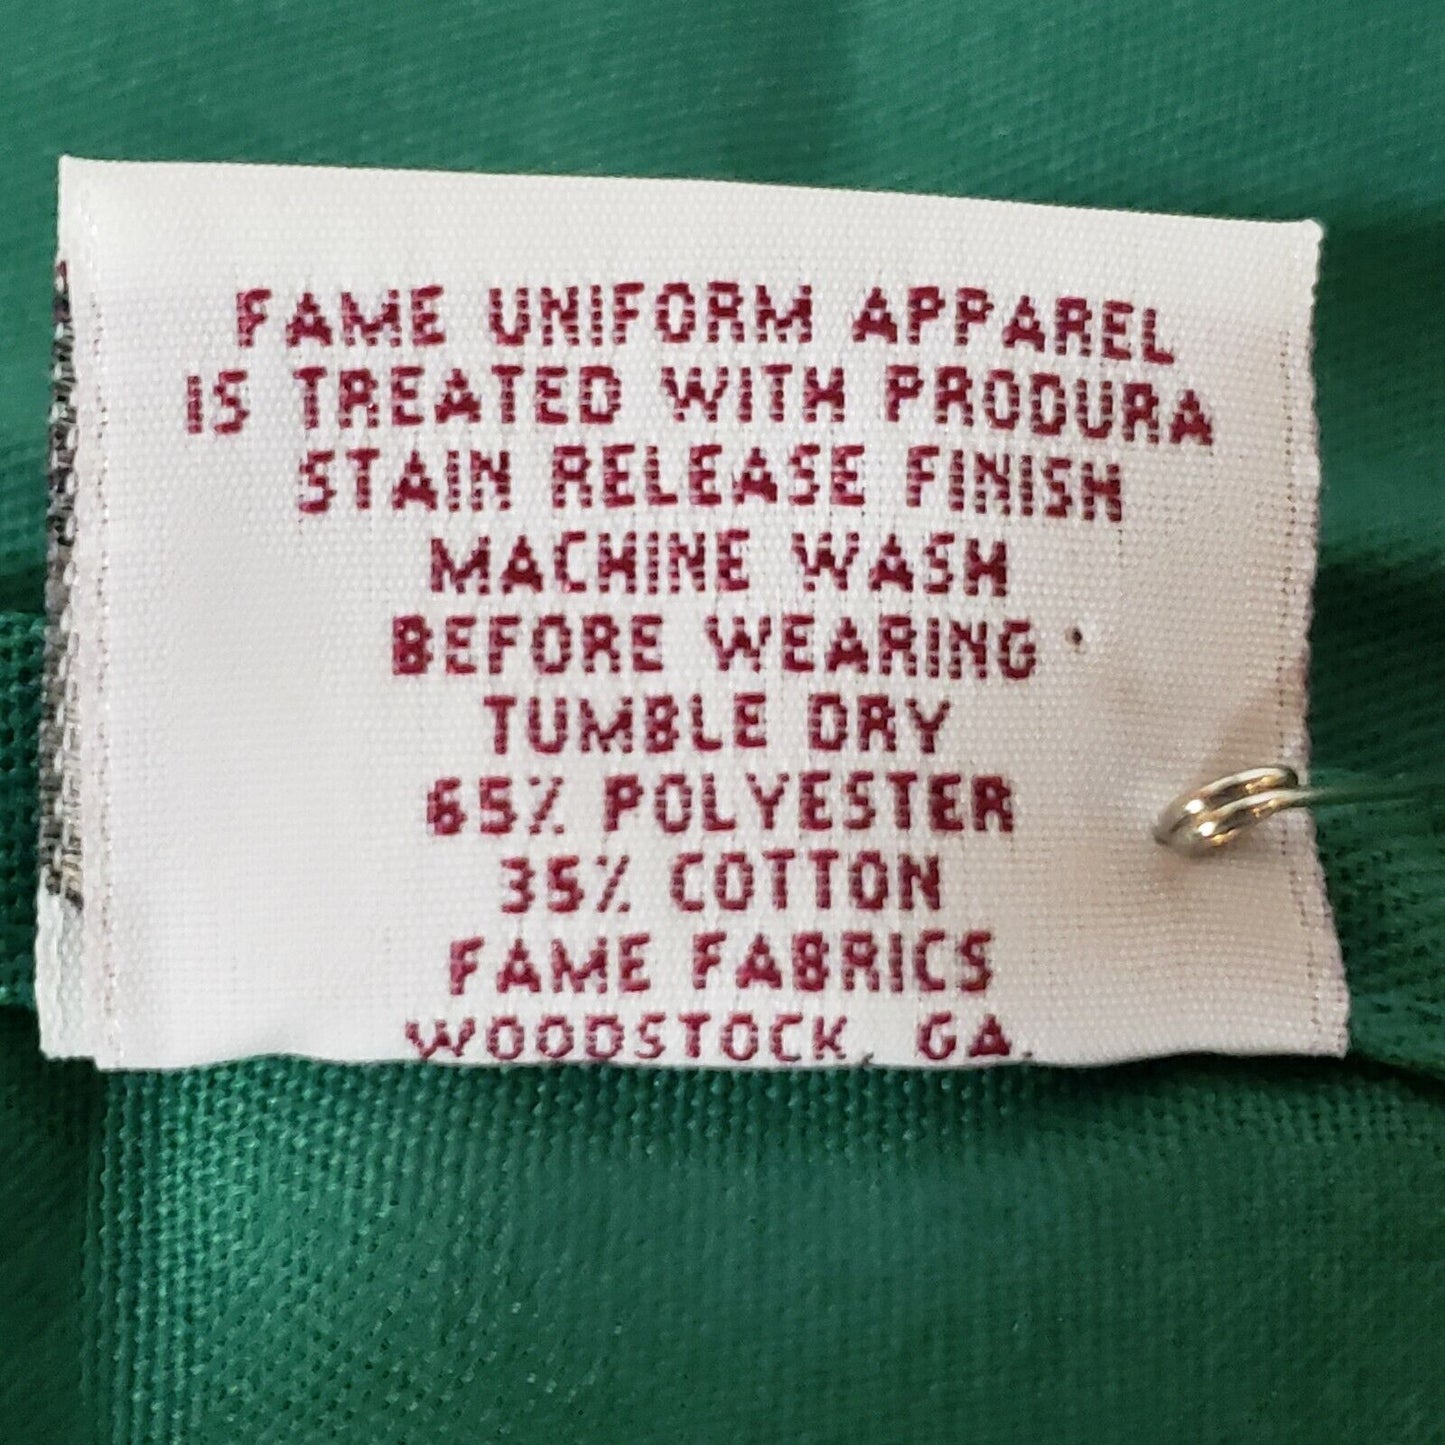 FAME UNIFORM APPAREL
IS TREATED WITH PRODURA
STAIN RELEASE FINISH
MACHINE WASH
BEFORE WEARING
TUMBLE DRY
65% POLYESTER
35% COTTON
FAME FABRICS
WOODSTOCK, GA.